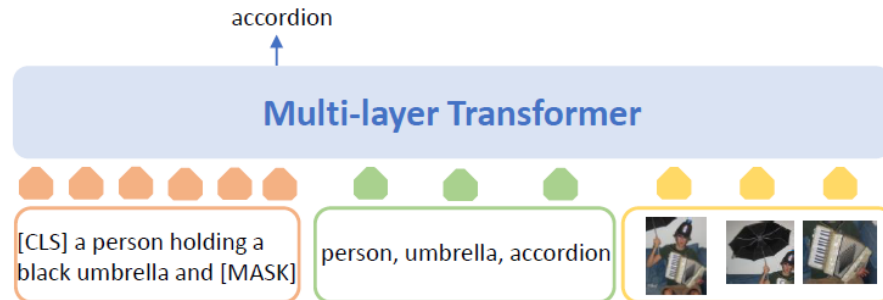 accordion
Multi-layer Transformer
[CLS] a person holding a
black umbrella and [MASK]
person, umbrella, accordion